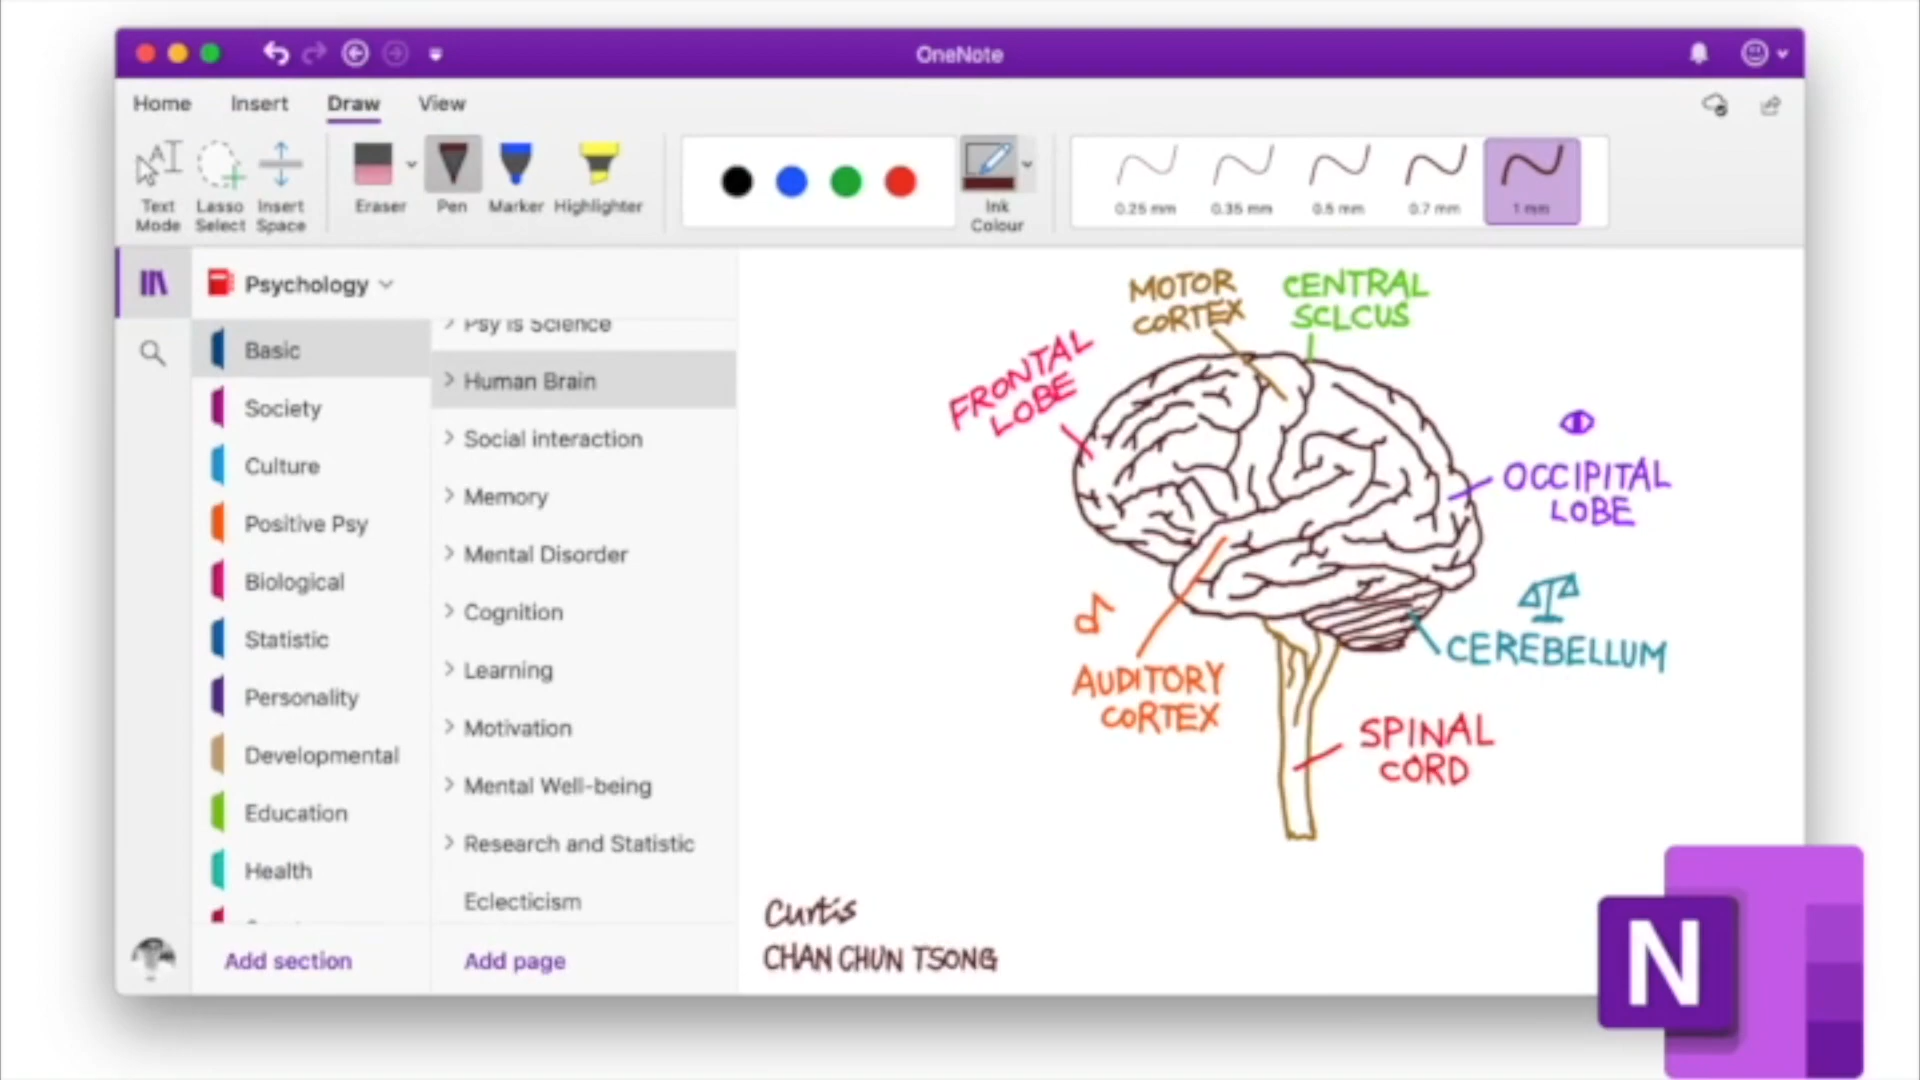 OneNote
Home Insert Draw View
Text Mode
Lasso Select
Insert Space
Eraser
Pen
Marker
Highlighter
Ink Colour
0.25 mm
0.35 mm
0.5 mm
0.7 mm
1 mm
Psychology
Basic
Society
Culture
Positive Psy
Biological
Statistic
Personality
Developmental
Education
Health
Add section
Psy is Science
Human Brain
Social interaction
Memory
Mental Disorder
Cognition
Learning
Motivation
Mental Well-being
Research and Statistic
Eclecticism
Add page
MOTOR
CORTEX
CENTRAL
SCLCUS
FRONTAL
LOBE
OCCIPITAL
LOBE
CEREBELLUM
AUDITORY
CORTEX
SPINAL
CORD
Curtis
CHAN CHUN TSONG
N